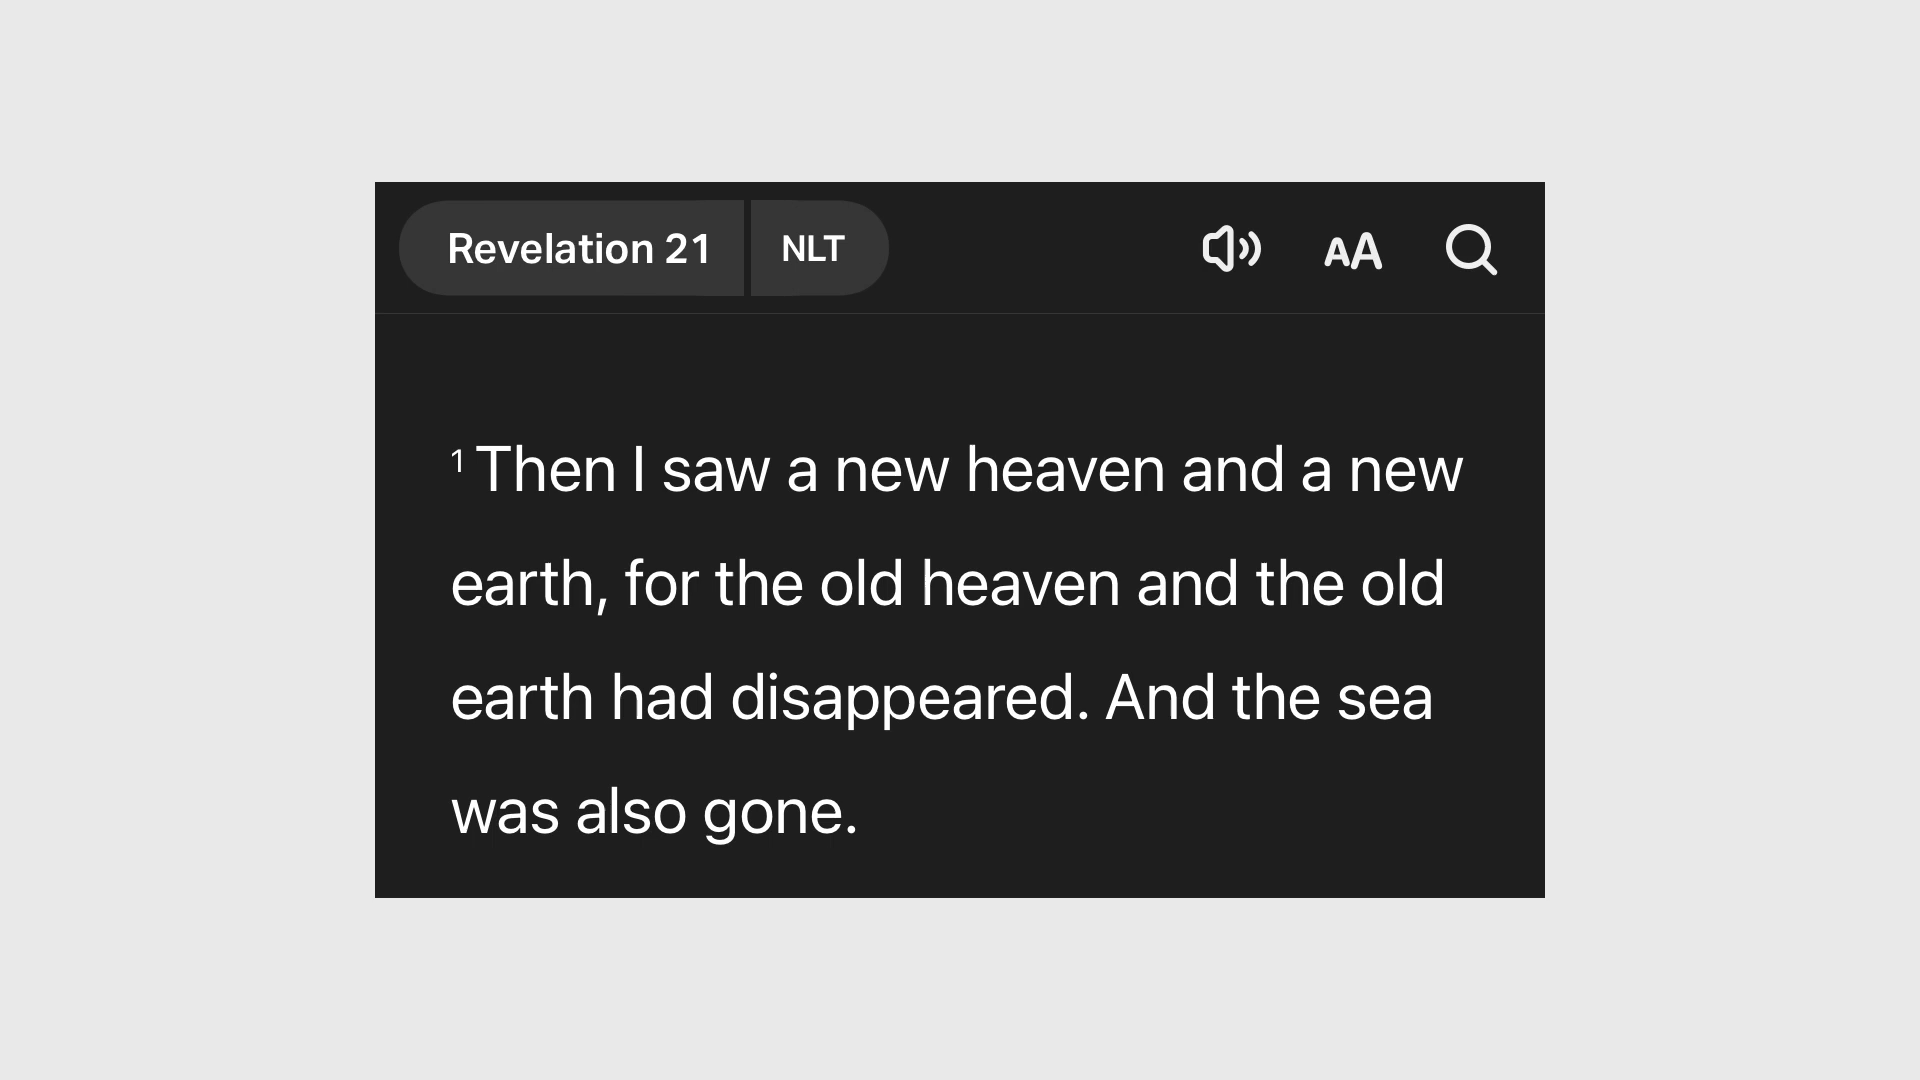 Revelation 21 NLT AA
1 Then I saw a new heaven and a new
earth, for the old heaven and the old
earth had disappeared. And the sea
was also gone.